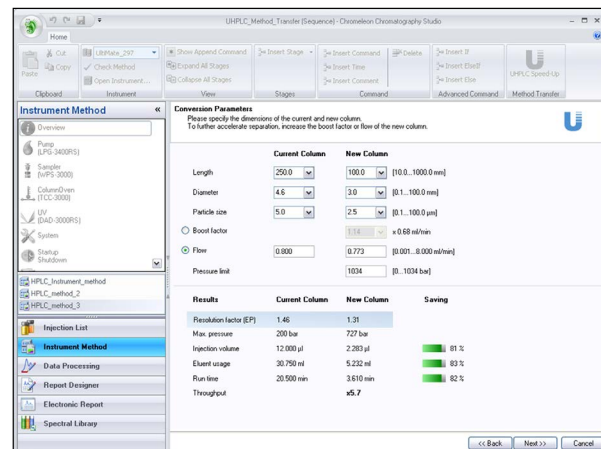 UHPLC_Method_Transfer (Sequence) - Chromeleon Chromatography Studio
Home
Cut
Copy
Paste
Clipboard
UltiMate_297
Check Method
Open Instrument...
Instrument
Show Append Command
Expand All Stages
Collapse All Stages
View
Insert Stage
Stages
Insert Command
Delete
Insert Time
Insert Comment
Command
Insert If
Insert ElseIf
Insert Else
Advanced Command
UHPLC Speed-Up
Method Transfer
Instrument Method «
Overview
Pump
(LPG-3400RS)
Sampler
(WPS-3000)
ColumnOven
(TCC-3000)
UV
(DAD-3000RS)
System
Startup
Shutdown
HPLC_Instrument_method
HPLC_method_2
HPLC_method_3
Injection List
Instrument Method
Data Processing
Report Designer
Electronic Report
Spectral Library
Conversion Parameters
Please specify the dimensions of the current and new column.
To further accelerate separation, increase the boost factor or flow of the new column.
U
Current Column New Column
Length 250.0 100.0 [10.0...1000.0 mm]
Diameter 4.6 3.0 [0.1...100.0 mm]
Particle size 5.0 2.5 [0.1...100.0 µm]
Boost factor 1.14 x 0.68 ml/min
Flow 0.800 0.773 [0.001...8.000 ml/min]
Pressure limit 1034 [0...1034 bar]
Results Current Column New Column Saving
Resolution factor (EP) 1.46 1.31
Max. pressure 200 bar 727 bar
Injection volume 12.000 µl 2.283 µl 81 %
Eluent usage 30.750 ml 5.232 ml 83 %
Run time 20.500 min 3.610 min 82 %
Throughput x5.7
<< Back Next >> Cancel